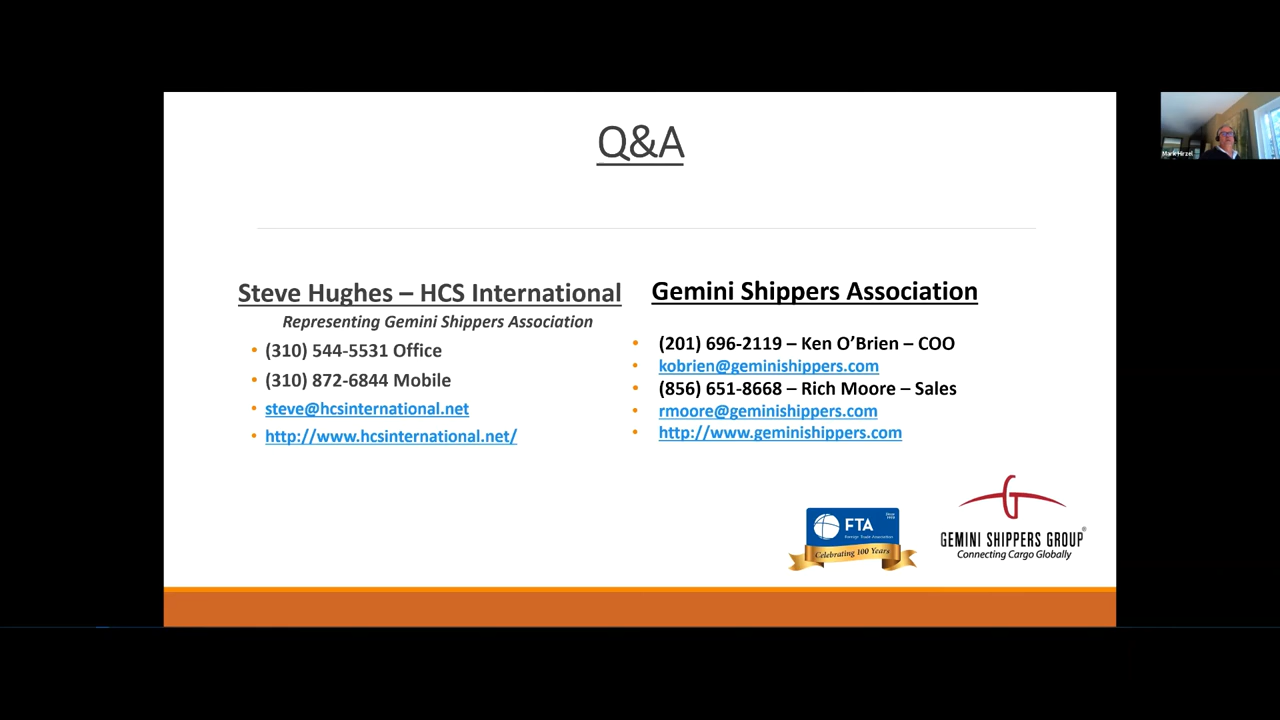 Q&A
Steve Hughes – HCS International
Representing Gemini Shippers Association
(310) 544-5531 Office
(310) 872-6844 Mobile
steve@hcsinternational.net
http://www.hcsinternational.net/
Gemini Shippers Association
(201) 696-2119 – Ken O’Brien – COO
kobrien@geminishippers.com
(856) 651-8668 – Rich Moore – Sales
rmoore@geminishippers.com
http://www.geminishippers.com
FTA
Foreign Trade Association
Celebrating 100 Years
GEMINI SHIPPERS GROUP®
Connecting Cargo Globally
Mark Hirzel